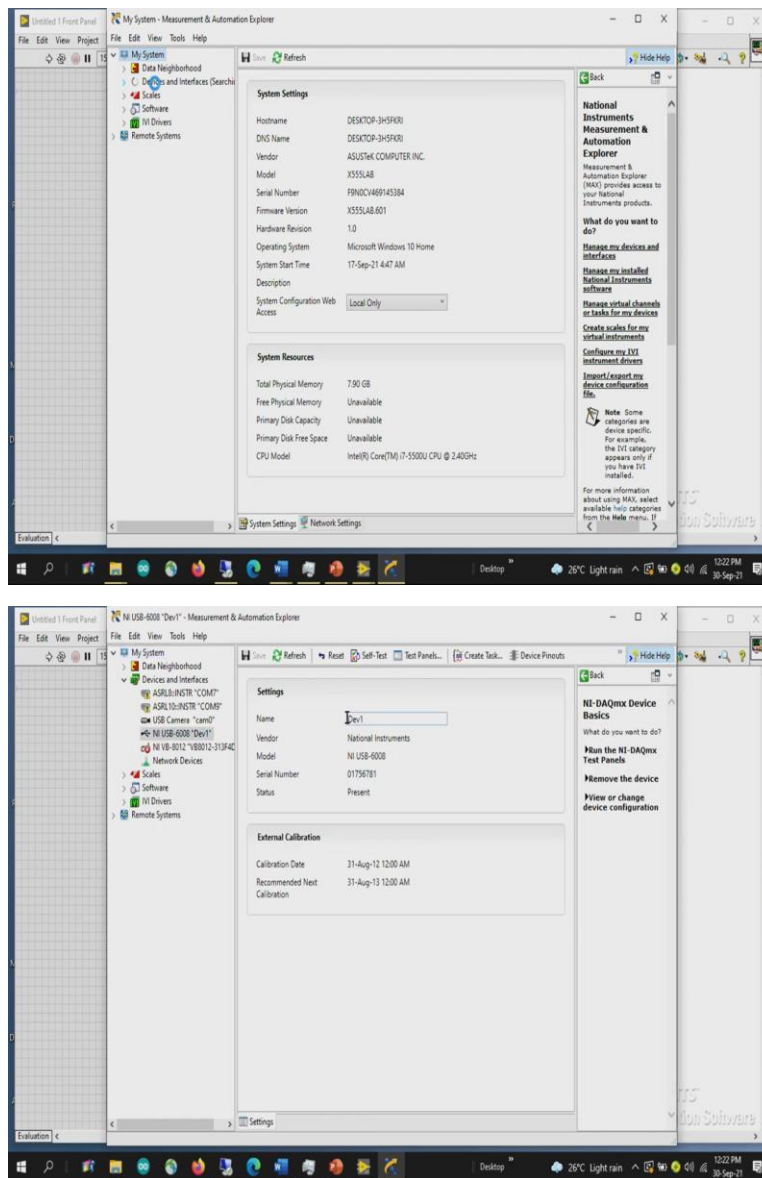 Untitled 1 Front Panel
My System - Measurement & Automation Explorer
File Edit View Project
File Edit View Tools Help
My System
Data Neighborhood
Devices and Interfaces (Searchin
Scales
Software
IVI Drivers
Remote Systems
Save Refresh
Hide Help
System Settings
Hostname DESKTOP-3H5FKRI
DNS Name DESKTOP-3H5FKRI
Vendor ASUSTeK COMPUTER INC.
Model X555LAB
Serial Number F9N0CV469145384
Firmware Version X555LAB.601
Hardware Revision 1.0
Operating System Microsoft Windows 10 Home
System Start Time 17-Sep-21 4:47 AM
Description
System Configuration Web Access Local Only
System Resources
Total Physical Memory 7.90 GB
Free Physical Memory Unavailable
Primary Disk Capacity Unavailable
Primary Disk Free Space Unavailable
CPU Model Intel(R) Core(TM) i7-5500U CPU @ 2.40GHz
System Settings Network Settings
Back
National
Instruments
Measurement &
Automation
Explorer
Measurement &
Automation Explorer
(MAX) provides access to
your National
Instruments products.
What do you want to
do?
Manage my devices and
interfaces
Manage my installed
National Instruments
software
Manage virtual channels
or tasks for my devices
Create scales for my
virtual instruments
Configure my IVI
instrument drivers
Import/export my
device configuration
file.
Note Some
categories are
device specific.
For example,
the IVI category
appears only if
you have IVI
installed.
For more information
about using MAX, select
available help categories
from the Help menu. If
Evaluation
Desktop
26°C Light rain
12:22 PM
30-Sep-21
Untitled 1 Front Panel
NI USB-6008 "Dev1" - Measurement & Automation Explorer
File Edit View Project
File Edit View Tools Help
My System
Data Neighborhood
Devices and Interfaces
ASRL8::INSTR "COM7"
ASRL10::INSTR "COM9"
USB Camera "cam0"
NI USB-6008 "Dev1"
NI VB-8012 "VB8012-313F4D
Network Devices
Scales
Software
IVI Drivers
Remote Systems
Save Refresh Reset Self-Test Test Panels... Create Task... Device Pinouts
Hide Help
Settings
Name Dev1
Vendor National Instruments
Model NI USB-6008
Serial Number 01756781
Status Present
External Calibration
Calibration Date 31-Aug-12 12:00 AM
Recommended Next Calibration 31-Aug-13 12:00 AM
Settings
Back
NI-DAQmx Device
Basics
What do you want to do?
Run the NI-DAQmx
Test Panels
Remove the device
View or change
device configuration
Evaluation
Desktop
26°C Light rain
12:22 PM
30-Sep-21